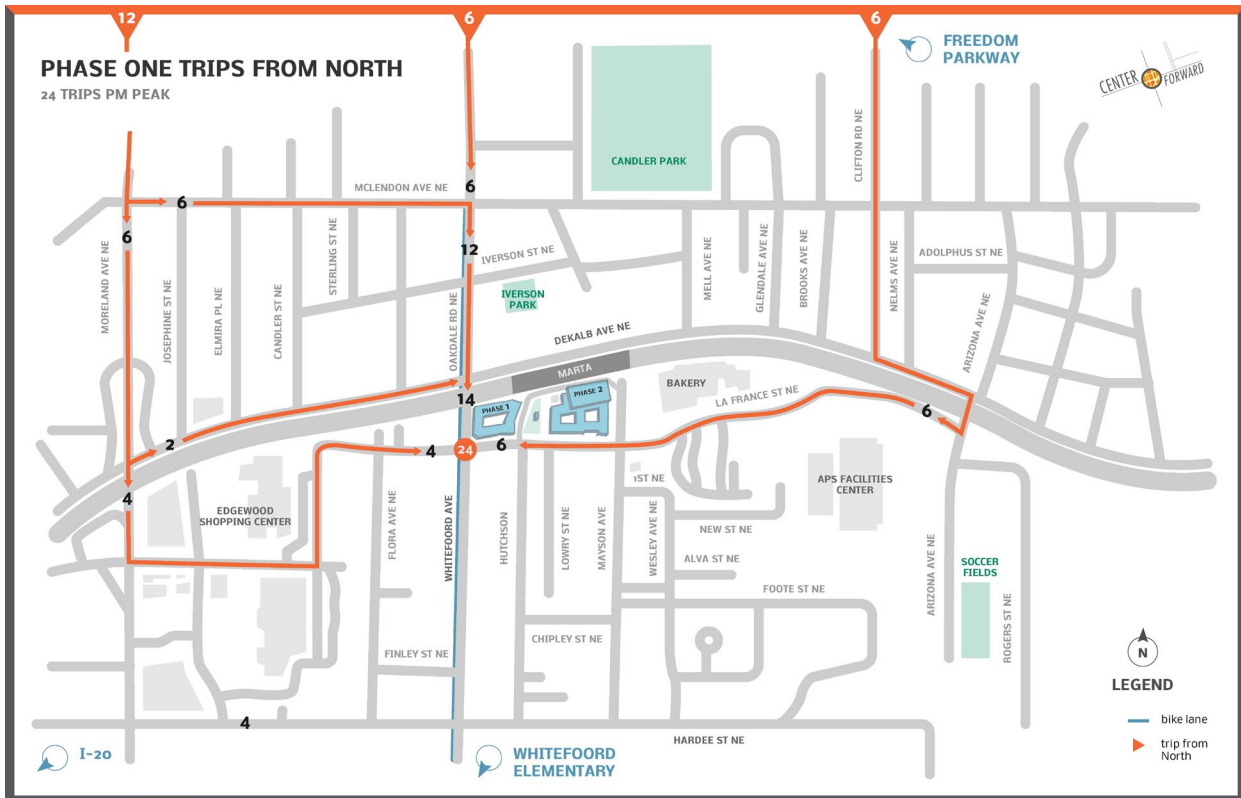 12
6
6
PHASE ONE TRIPS FROM NORTH
24 TRIPS PM PEAK
FREEDOM
PARKWAY
CENTER FORWARD
CANDLER PARK
CLIFTON RD NE
MCLENDON AVE NE
6
6
6
12
MORELAND AVE NE
JOSEPHINE ST NE
ELMIRA PL NE
CANDLER ST NE
STERLING ST NE
OAKDALE RD NE
IVERSON ST NE
IVERSON
PARK
MELL AVE NE
GLENDALE AVE NE
BROOKS AVE NE
NELMS AVE NE
ADOLPHUS ST NE
ARIZONA AVE NE
DEKALB AVE NE
MARTA
BAKERY
LA FRANCE ST NE
PHASE 1
PHASE 2
14
2
4
24
6
6
4
EDGEWOOD
SHOPPING CENTER
FLORA AVE NE
WHITEFOORD AVE
HUTCHSON
LOWRY ST NE
MAYSON AVE
WESLEY AVE NE
1ST NE
NEW ST NE
ALVA ST NE
FOOTE ST NE
APS FACILITIES
CENTER
ARIZONA AVE NE
SOCCER
FIELDS
ROGERS ST NE
CHIPLEY ST NE
FINLEY ST NE
4
HARDEE ST NE
I-20
WHITEFOORD
ELEMENTARY
N
LEGEND
bike lane
trip from
North